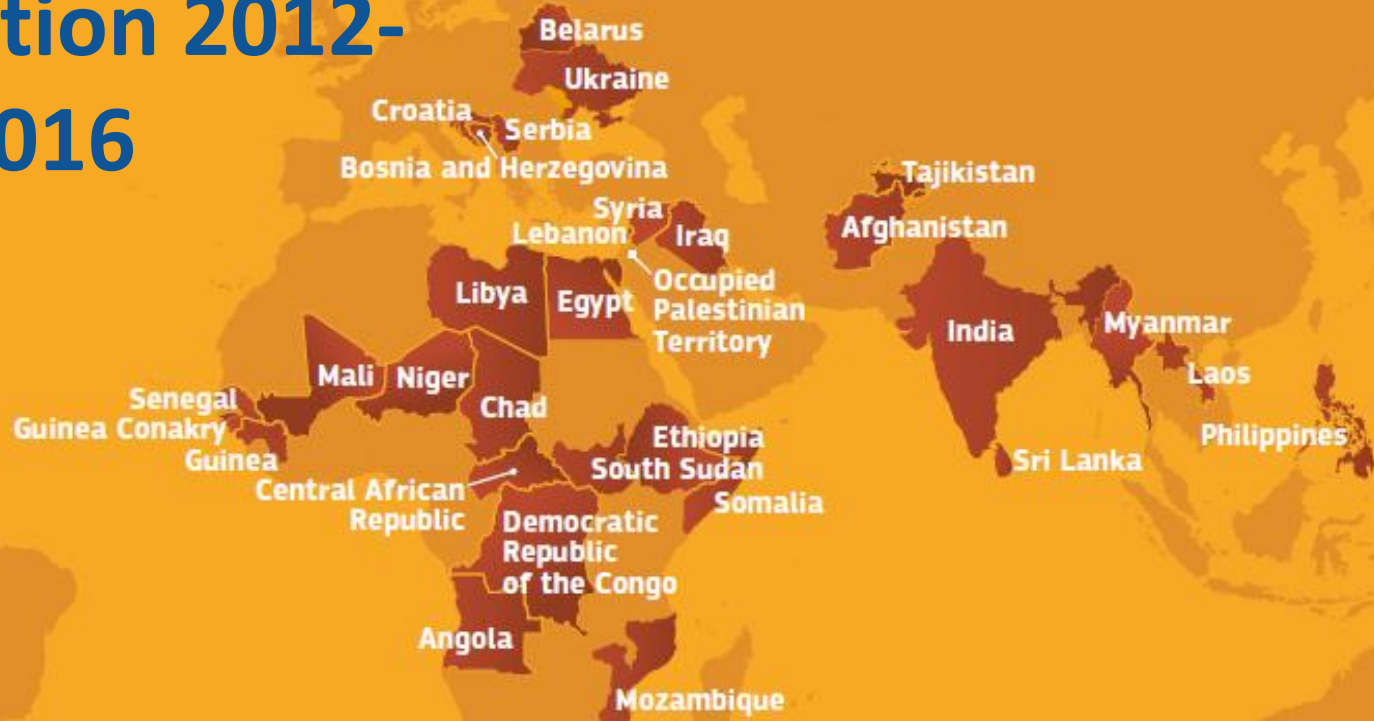 tion 2012-
016
Belarus
Ukraine
Croatia
Serbia
Bosnia and Herzegovina
Tajikistan
Syria
Afghanistan
Lebanon
Iraq
Occupied
Palestinian
Territory
Libya
Egypt
India
Myanmar
Mali
Niger
Laos
Senegal
Chad
Guinea Conakry
Philippines
Ethiopia
Guinea
South Sudan
Sri Lanka
Central African
Republic
Somalia
Democratic
Republic
of the Congo
Angola
Mozambique